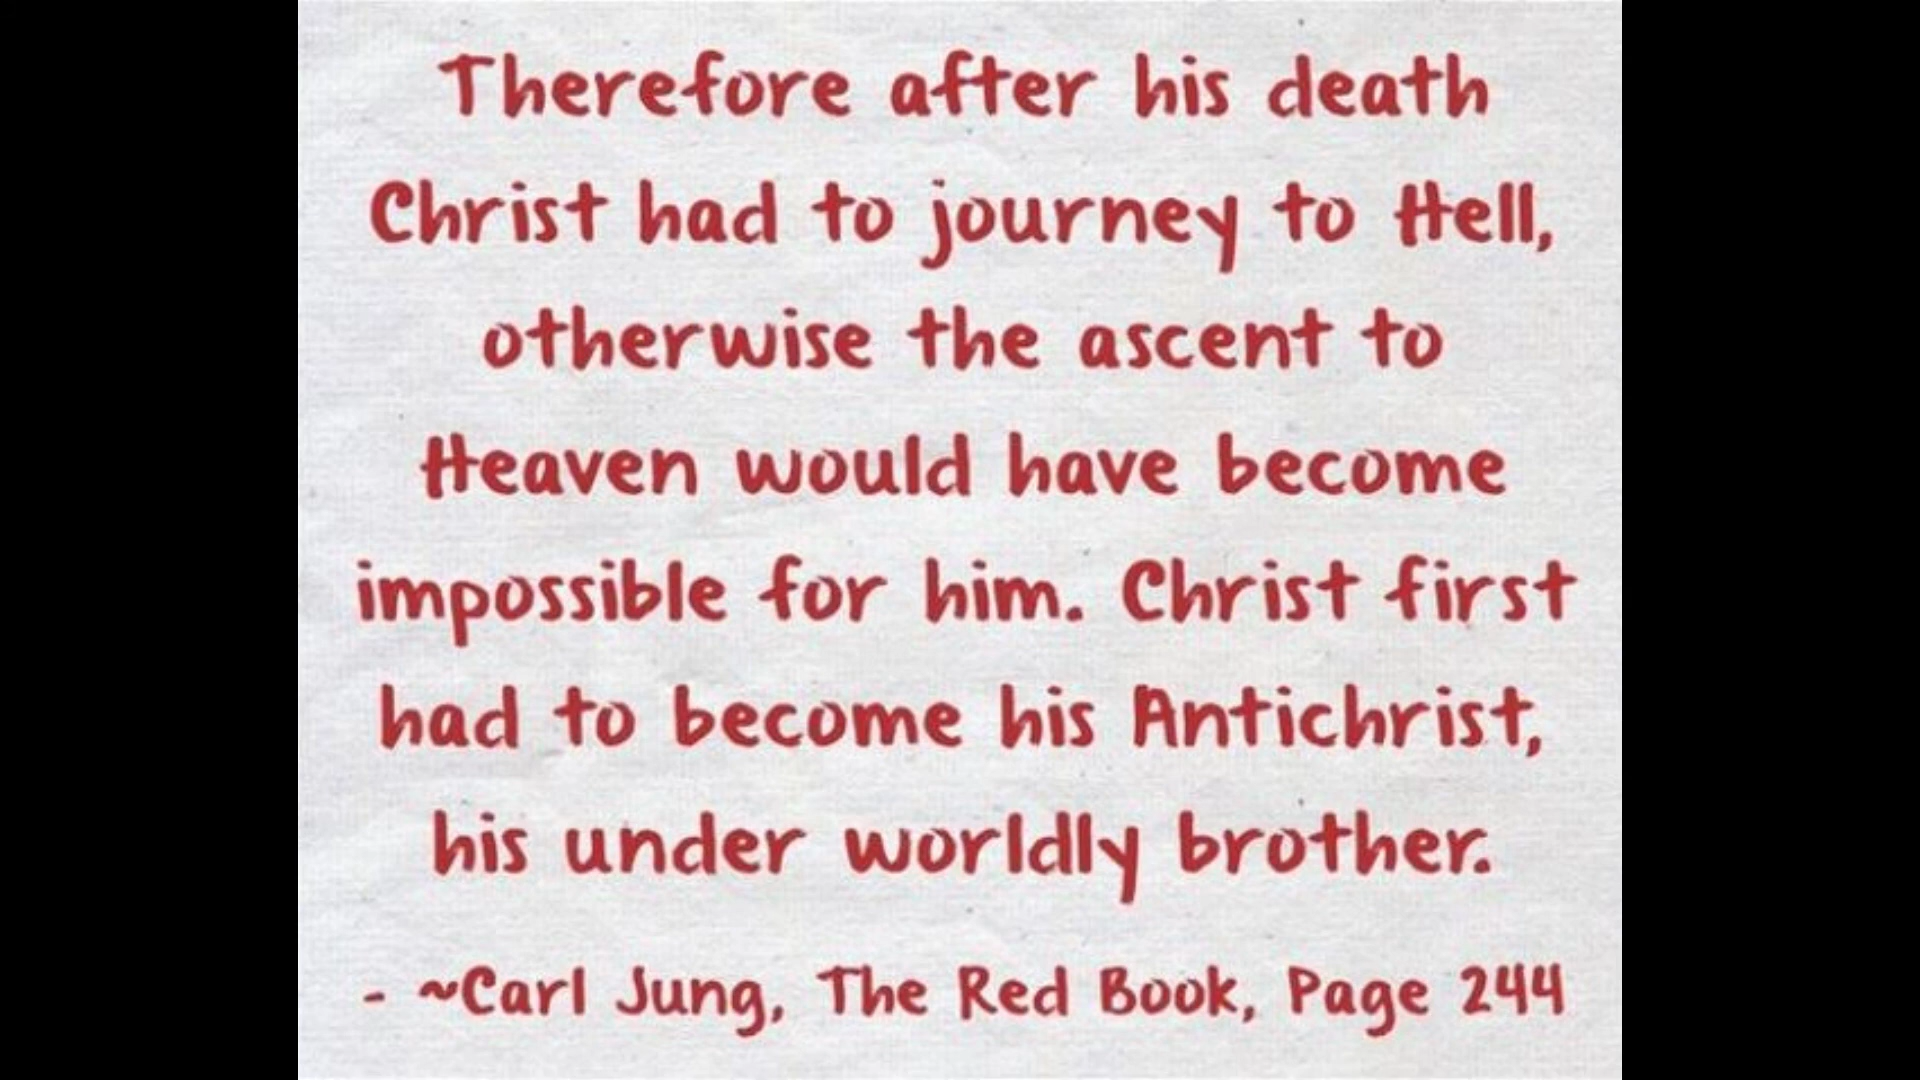 Therefore after his death
Christ had to journey to Hell,
otherwise the ascent to
Heaven would have become
impossible for him. Christ first
had to become his Antichrist,
his under worldly brother.
- ~Carl Jung, The Red Book, Page 244